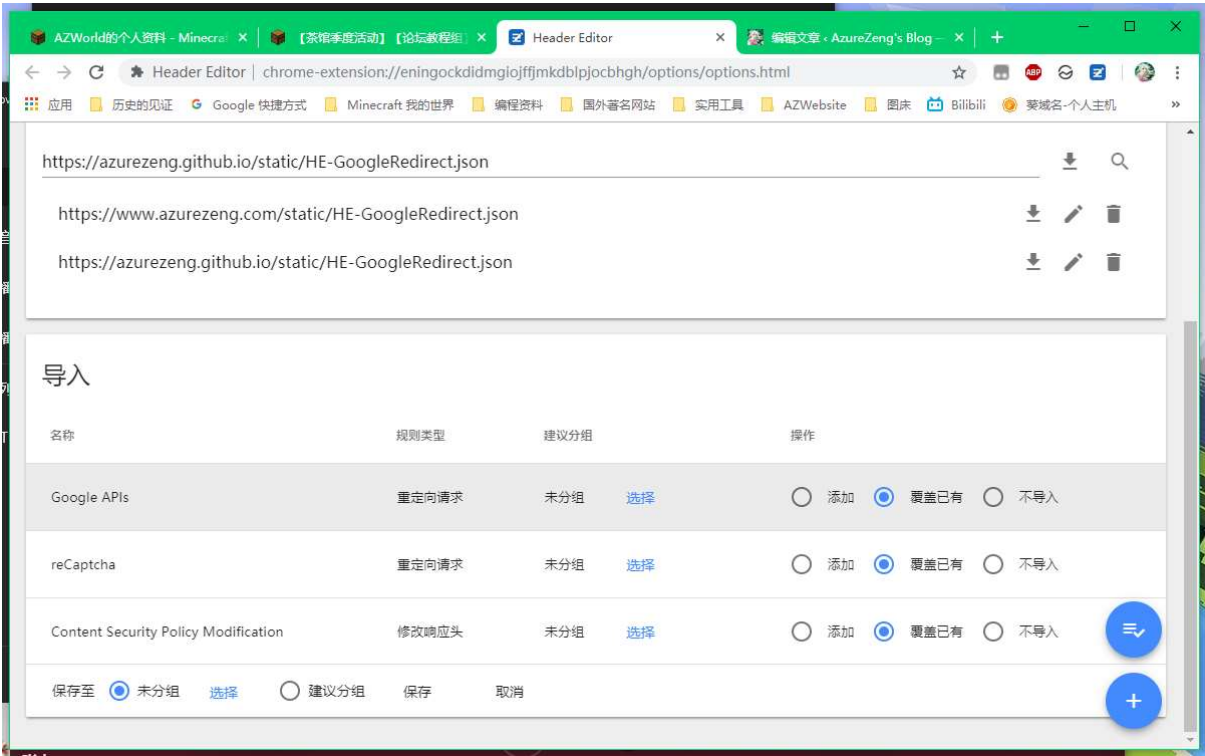 AZWorld的个人资料 - Minecra 【茶馆季度活动】【论坛教程组 Header Editor 编辑文章 ‹ AzureZeng's Blog —
Header Editor | chrome-extension://eningockdidmgiojffjmkdblpjocbhgh/options/options.html ABP
应用 历史的见证 Google 快捷方式 Minecraft 我的世界 编程资料 国外著名网站 实用工具 AZWebsite 图床 Bilibili 葵域名-个人主机 »
https://azurezeng.github.io/static/HE-GoogleRedirect.json
https://www.azurezeng.com/static/HE-GoogleRedirect.json
https://azurezeng.github.io/static/HE-GoogleRedirect.json
导入
名称 规则类型 建议分组 操作
Google APIs 重定向请求 未分组 选择 添加 覆盖已有 不导入
reCaptcha 重定向请求 未分组 选择 添加 覆盖已有 不导入
Content Security Policy Modification 修改响应头 未分组 选择 添加 覆盖已有 不导入
保存至 未分组 选择 建议分组 保存 取消